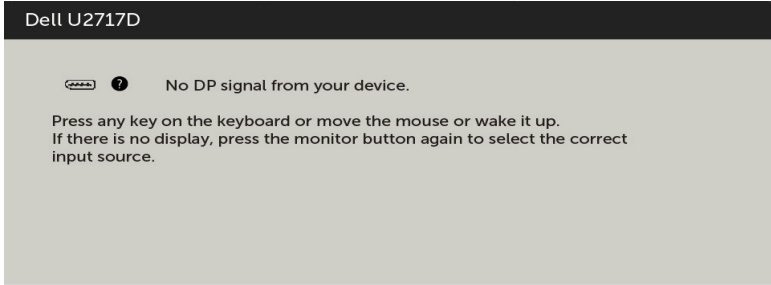 Dell U2717D
? No DP signal from your device.
Press any key on the keyboard or move the mouse or wake it up.
If there is no display, press the monitor button again to select the correct
input source.